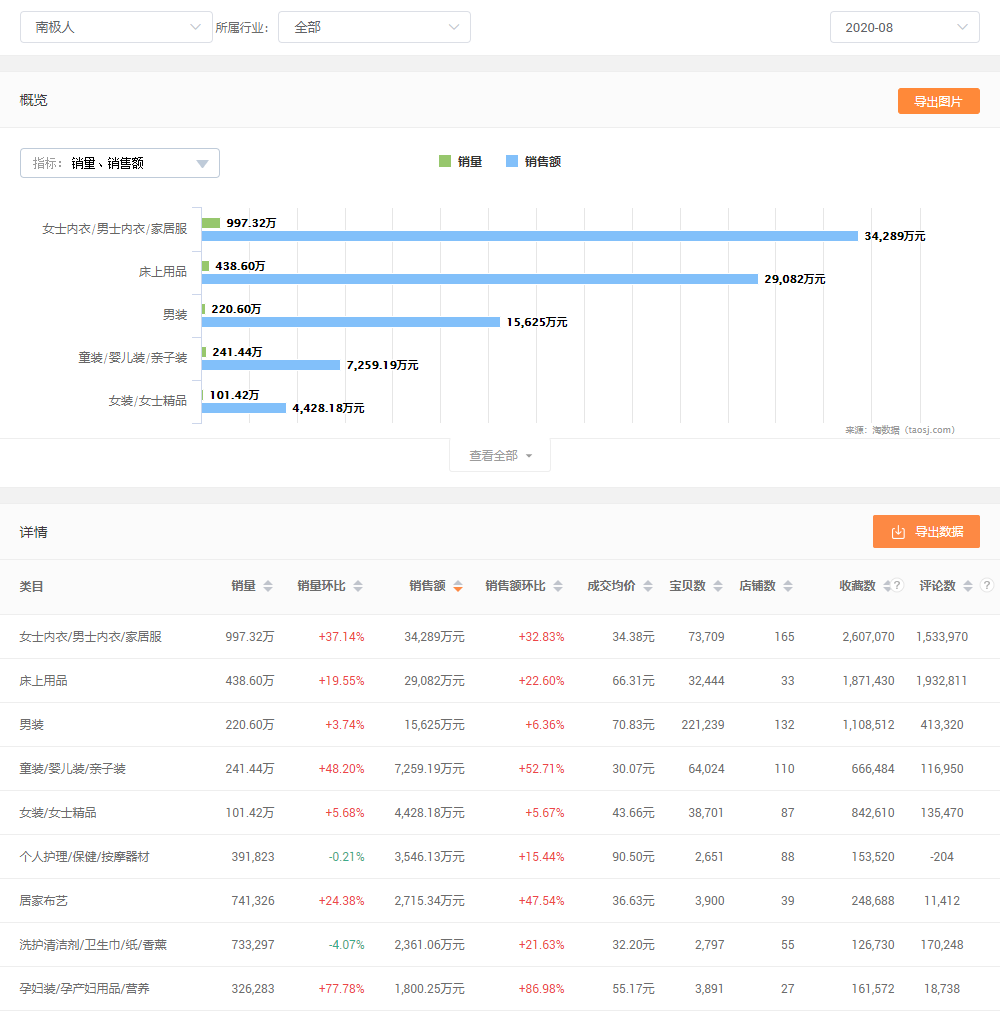 南极人 所属行业: 全部 2020-08
概览 导出图片
指标: 销量、销售额 销量 销售额
女士内衣/男士内衣/家居服 997.32万 34,289万元
床上用品 438.60万 29,082万元
男装 220.60万 15,625万元
童装/婴儿装/亲子装 241.44万 7,259.19万元
女装/女士精品 101.42万 4,428.18万元
来源: 淘数据（taosj.com）
查看全部
详情 导出数据
类目 销量 销量环比 销售额 销售额环比 成交均价 宝贝数 店铺数 收藏数 ? 评论数 ?
女士内衣/男士内衣/家居服 997.32万 +37.14% 34,289万元 +32.83% 34.38元 73,709 165 2,607,070 1,533,970
床上用品 438.60万 +19.55% 29,082万元 +22.60% 66.31元 32,444 33 1,871,430 1,932,811
男装 220.60万 +3.74% 15,625万元 +6.36% 70.83元 221,239 132 1,108,512 413,320
童装/婴儿装/亲子装 241.44万 +48.20% 7,259.19万元 +52.71% 30.07元 64,024 110 666,484 116,950
女装/女士精品 101.42万 +5.68% 4,428.18万元 +5.67% 43.66元 38,701 87 842,610 135,470
个人护理/保健/按摩器材 391,823 -0.21% 3,546.13万元 +15.44% 90.50元 2,651 88 153,520 -204
居家布艺 741,326 +24.38% 2,715.34万元 +47.54% 36.63元 3,900 39 248,688 11,412
洗护清洁剂/卫生巾/纸/香薰 733,297 -4.07% 2,361.06万元 +21.63% 32.20元 2,797 55 126,730 170,248
孕妇装/孕产妇用品/营养 326,283 +77.78% 1,800.25万元 +86.98% 55.17元 3,891 27 161,572 18,738